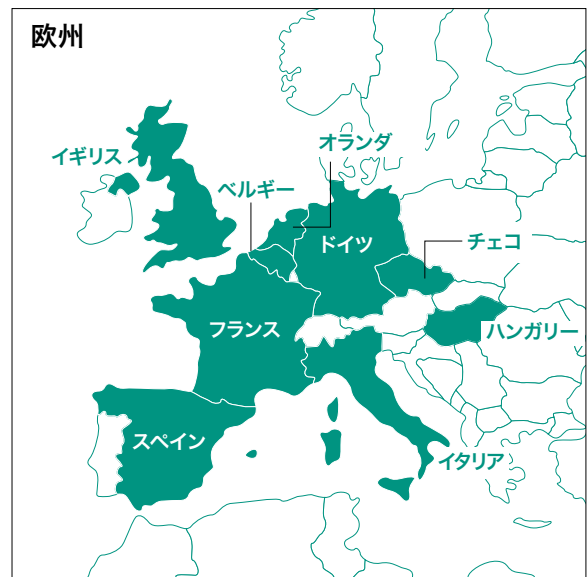 欧州
オランダ
イギリス
ベルギー
ドイツ
チェコ
フランス
ハンガリー
スペイン
イタリア